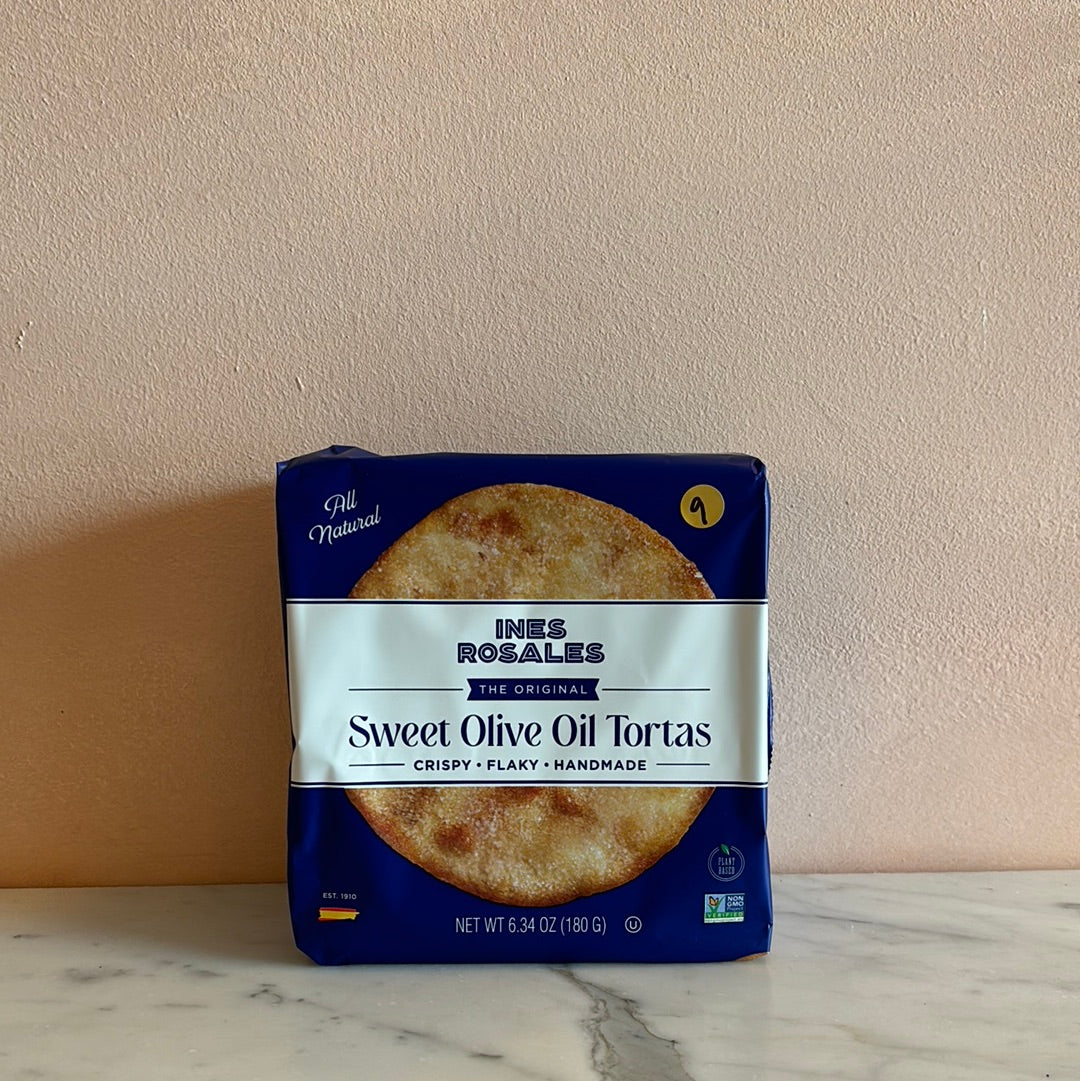 All
Natural
9
INES
ROSALES
THE ORIGINAL
Sweet Olive Oil Tortas
CRISPY • FLAKY • HANDMADE
PLANT
BASED
EST. 1910
NON
GMO
Project
VERIFIED
NET WT 6.34 OZ (180 G)
U